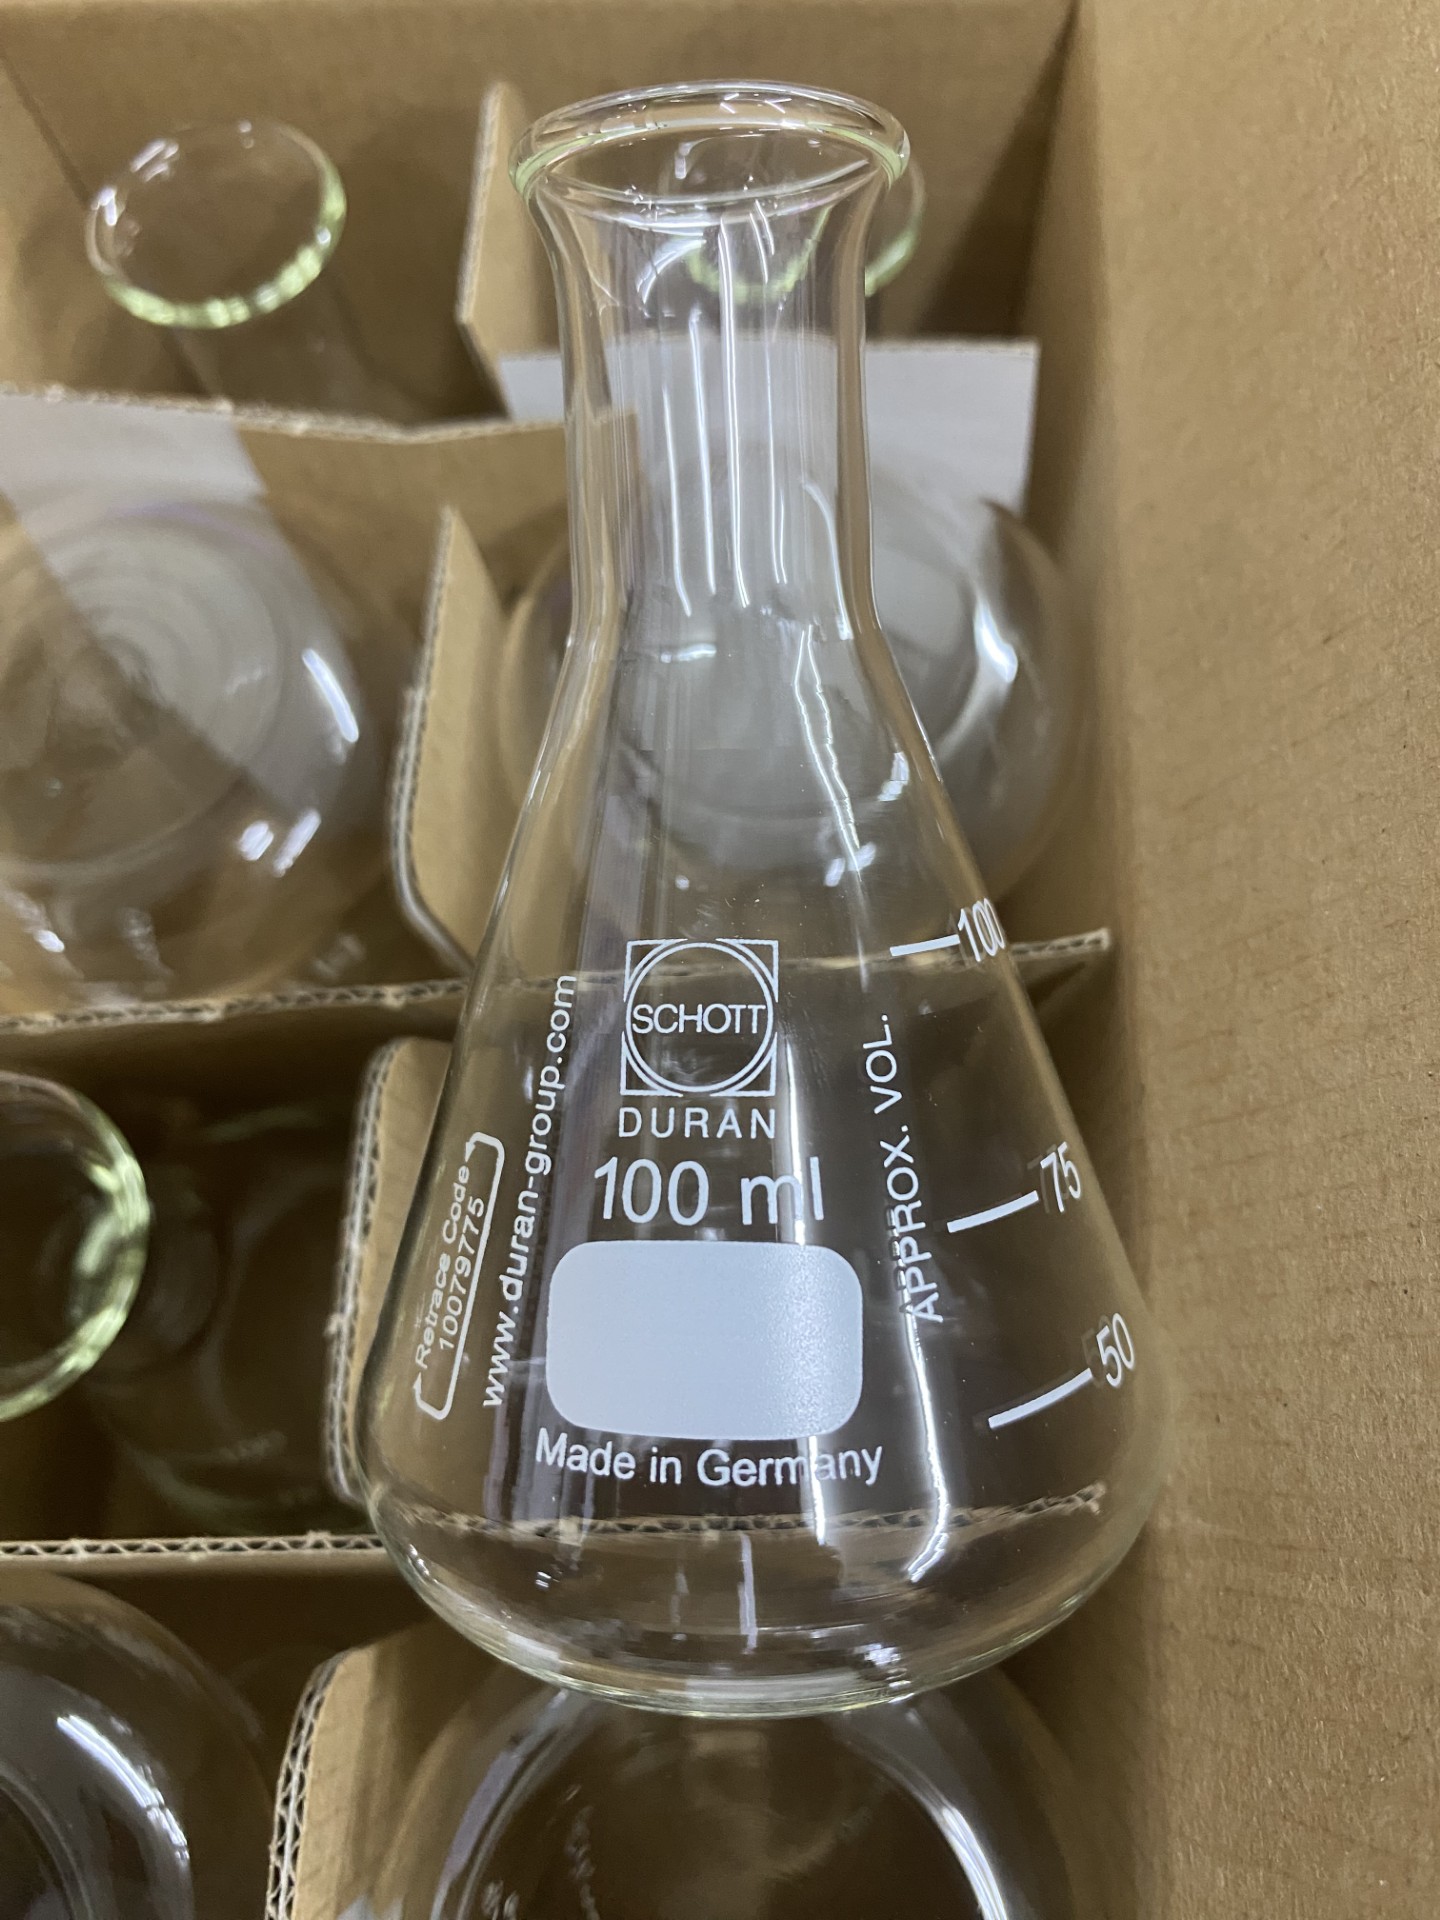 SCHOTT
DURAN
100 ml
Made in Germany
www.duran-group.com
Retrace Code
10079775
APPROX. VOL.
100
75
50